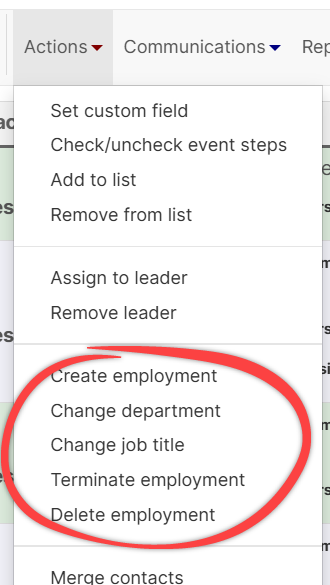 Actions Communications Rep
Set custom field
Check/uncheck event steps
Add to list
Remove from list
Assign to leader
Remove leader
Create employment
Change department
Change job title
Terminate employment
Delete employment
Merge contacts